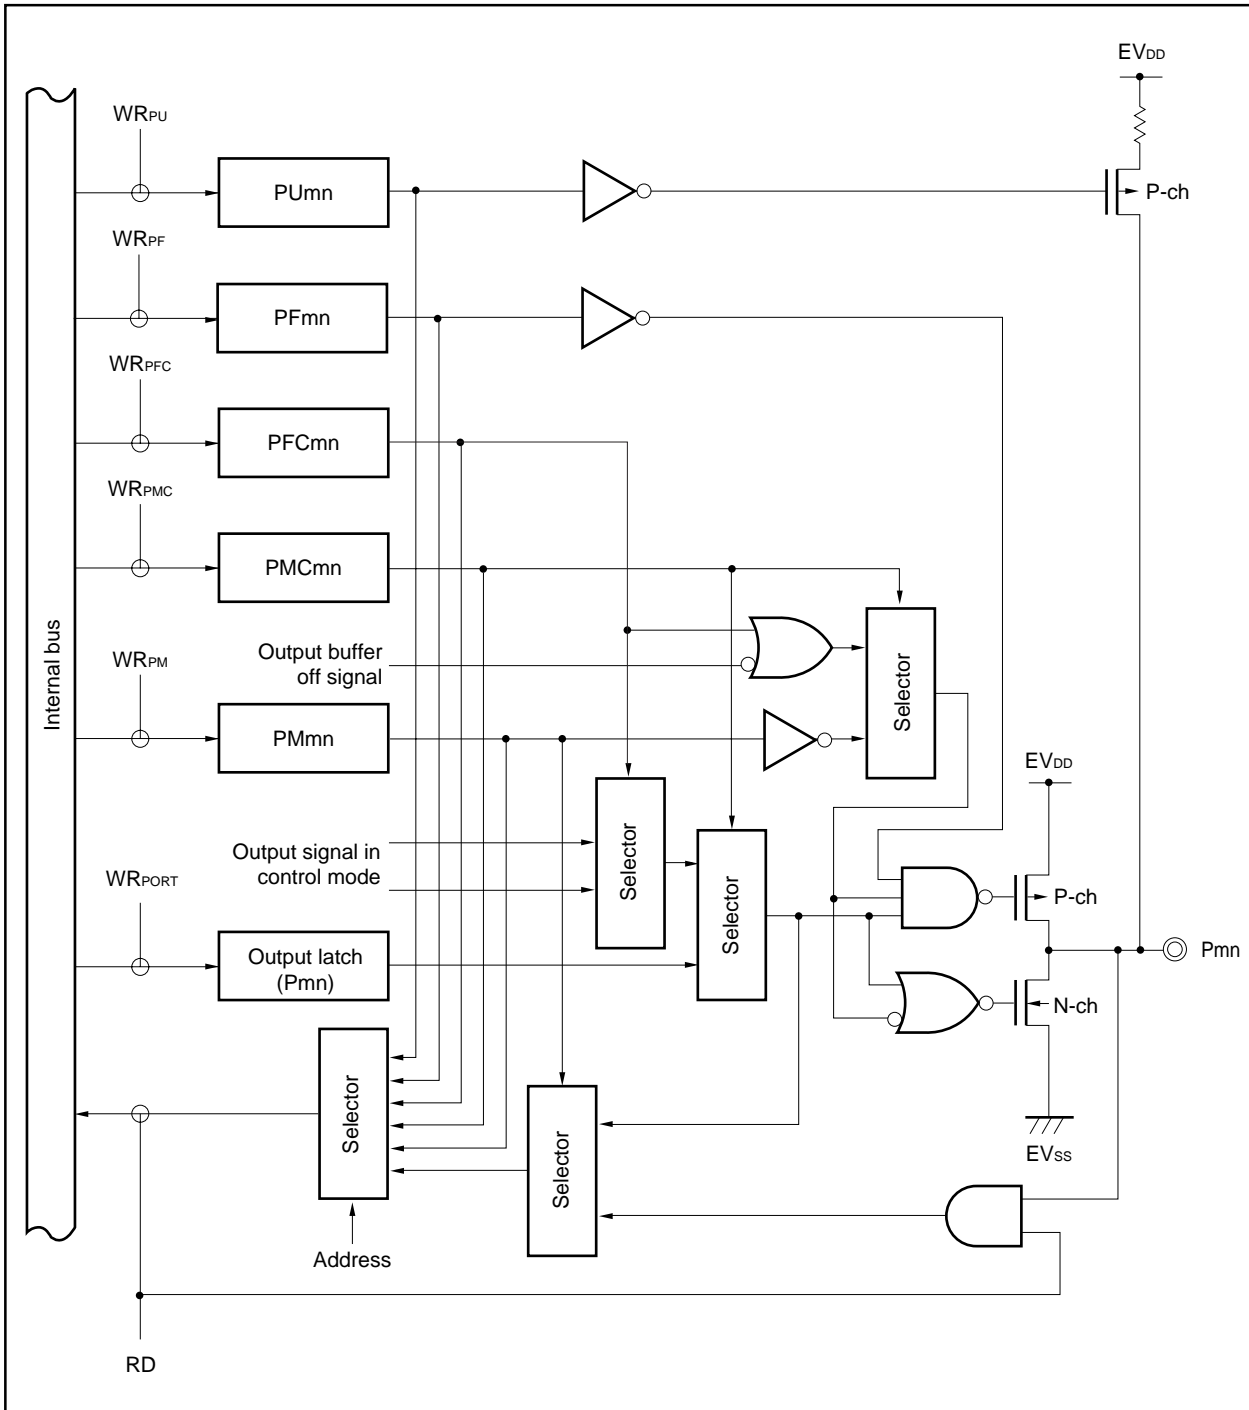 EVDD
WRPU
PUmn
P-ch
WRPF
PFmn
WRPFC
PFCmn
WRPMC
PMCmn
Internal bus
Output buffer
off signal
Selector
WRPM
PMmn
EVDD
Output signal in
control mode
Selector
Selector
WRPORT
P-ch
Output latch
(Pmn)
Pmn
N-ch
Selector
Selector
EVSS
Address
RD